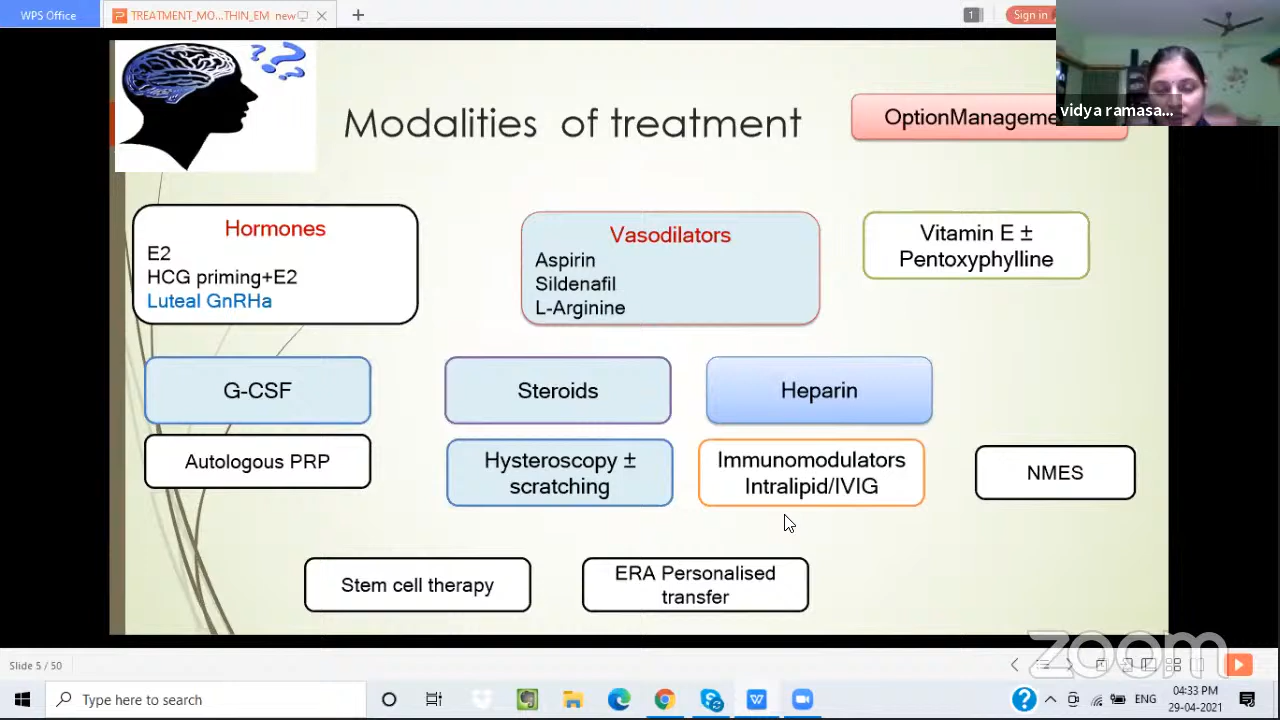 WPS Office
TREATMENT_MO...THIN_EM new
1
Sign in
Modalities of treatment
OptionManageme
vidya ramasa...
Hormones
E2
HCG priming+E2
Luteal GnRHa
Vasodilators
Aspirin
Sildenafil
L-Arginine
Vitamin E ±
Pentoxyphylline
G-CSF
Steroids
Heparin
Autologous PRP
Hysteroscopy ±
scratching
Immunomodulators
Intralipid/IVIG
NMES
Stem cell therapy
ERA Personalised
transfer
zoom
Slide 5 / 50
Type here to search
ENG
04:33 PM
29-04-2021